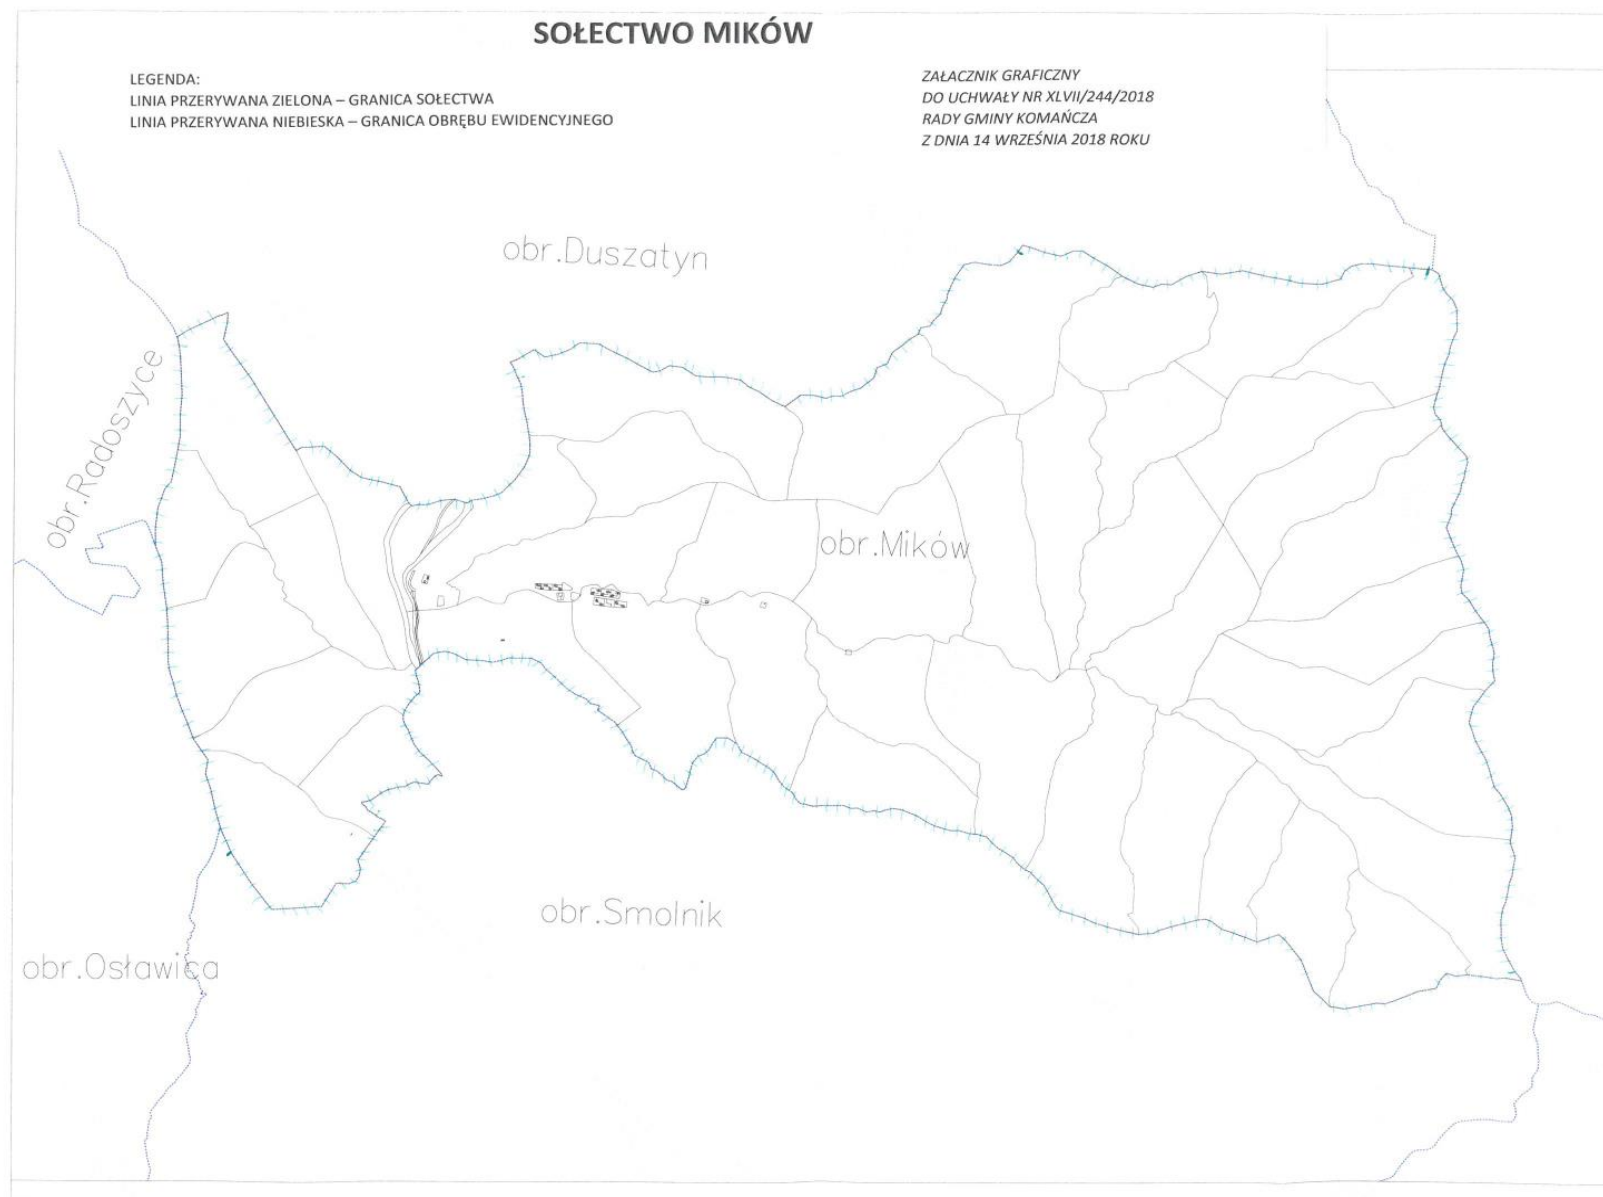 SOŁECTWO MIKÓW
LEGENDA:
LINIA PRZERYWANA ZIELONA – GRANICA SOŁECTWA
LINIA PRZERYWANA NIEBIESKA – GRANICA OBRĘBU EWIDENCYJNEGO
ZAŁACZNIK GRAFICZNY
DO UCHWAŁY NR XLVII/244/2018
RADY GMINY KOMAŃCZA
Z DNIA 14 WRZEŚNIA 2018 ROKU
obr.Duszatyn
obr.Radoszyce
obr.Mików
obr.Smolnik
obr.Osławica